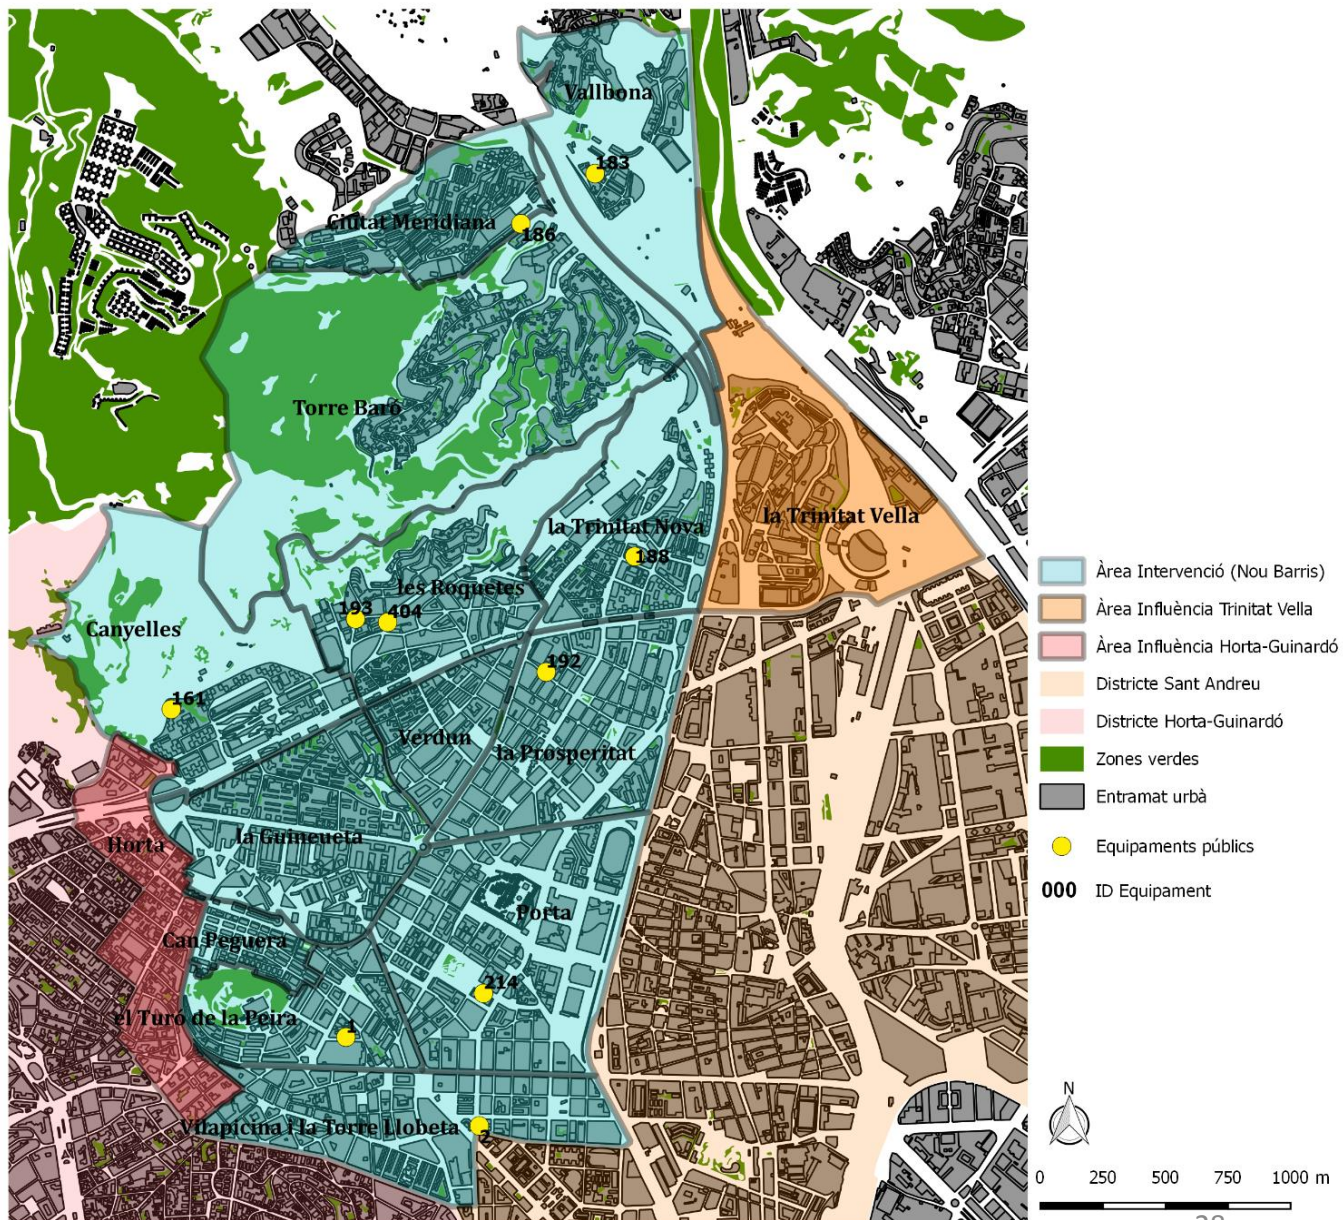 Vallbona
183
Ciutat Meridiana
186
Torre Baró
la Trinitat Nova
la Trinitat Vella
188
les Roquetes
193
404
Canyelles
192
161
Verdun
la Prosperitat
la Guineueta
Horta
Porta
Can Peguera
214
el Turó de la Peira
1
Vilapicina i la Torre Llobeta
2
Àrea Intervenció (Nou Barris)
Àrea Influència Trinitat Vella
Àrea Influència Horta-Guinardó
Districte Sant Andreu
Districte Horta-Guinardó
Zones verdes
Entramat urbà
Equipaments públics
000 ID Equipament
N
0 250 500 750 1000 m